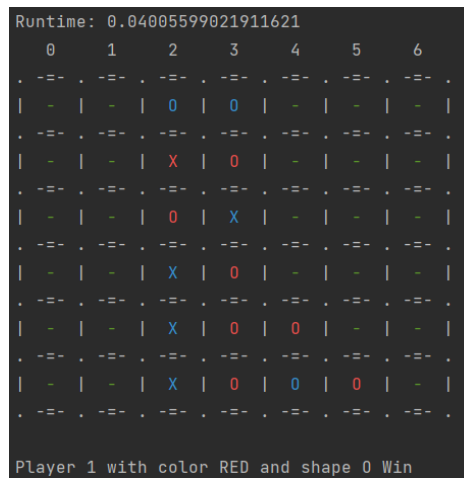 Runtime: 0.04005599021911621
0 1 2 3 4 5 6
. -=- . -=- . -=- . -=- . -=- . -=- . -=- .
| - | - | O | O | - | - | - |
. -=- . -=- . -=- . -=- . -=- . -=- . -=- .
| - | - | X | O | - | - | - |
. -=- . -=- . -=- . -=- . -=- . -=- . -=- .
| - | - | O | X | - | - | - |
. -=- . -=- . -=- . -=- . -=- . -=- . -=- .
| - | - | X | O | - | - | - |
. -=- . -=- . -=- . -=- . -=- . -=- . -=- .
| - | - | X | O | O | - | - |
. -=- . -=- . -=- . -=- . -=- . -=- . -=- .
| - | - | X | O | O | O | - |
. -=- . -=- . -=- . -=- . -=- . -=- . -=- .
Player 1 with color RED and shape O Win